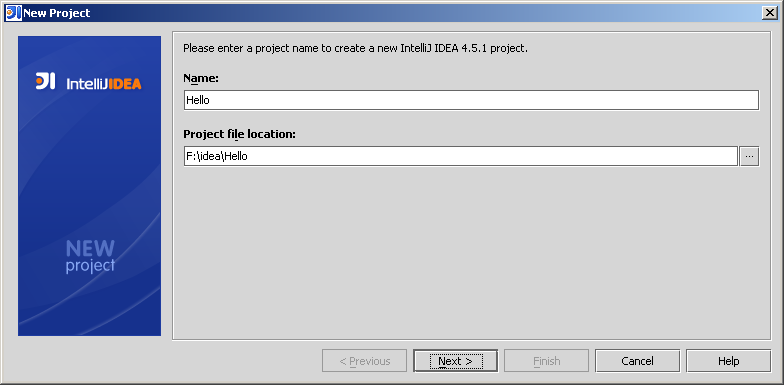 New Project
IntelliJIDEA
NEW
project
Please enter a project name to create a new IntelliJ IDEA 4.5.1 project.
Name:
Hello
Project file location:
F:\idea\Hello
...
< Previous
Next >
Finish
Cancel
Help